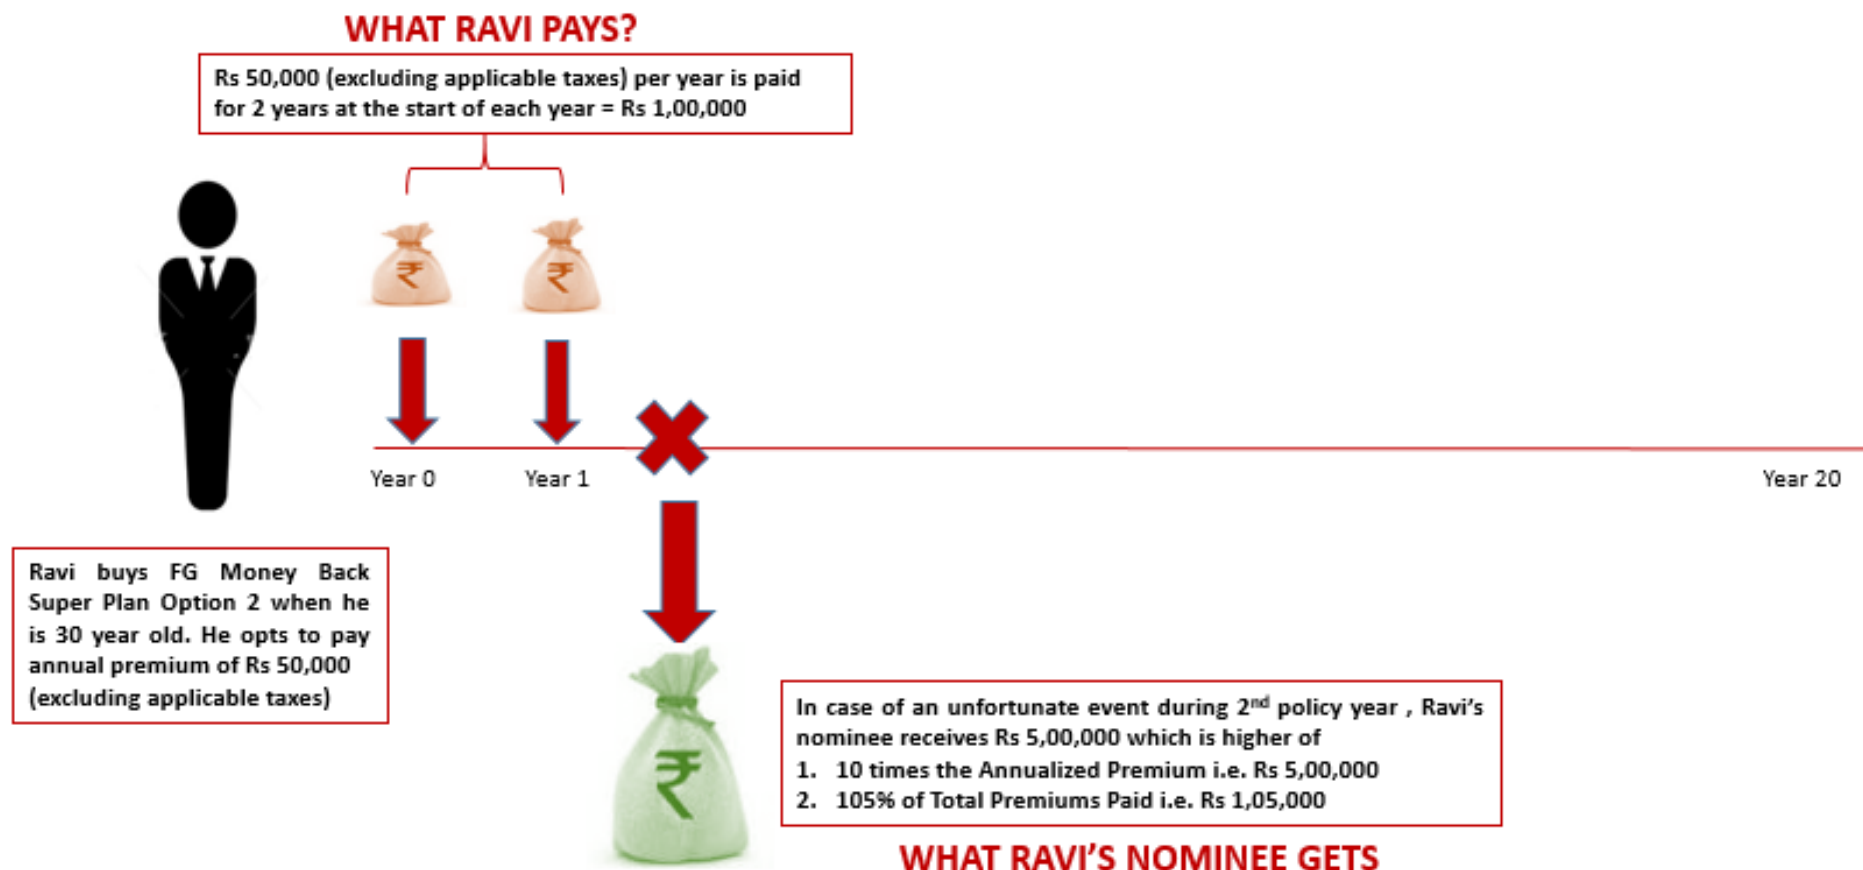 WHAT RAVI PAYS?
Rs 50,000 (excluding applicable taxes) per year is paid
for 2 years at the start of each year = Rs 1,00,000
₹
₹
Year 0
Year 1
Year 20
Ravi buys FG Money Back
Super Plan Option 2 when he
is 30 year old. He opts to pay
annual premium of Rs 50,000
(excluding applicable taxes)
₹
In case of an unfortunate event during 2nd policy year , Ravi's
nominee receives Rs 5,00,000 which is higher of
1. 10 times the Annualized Premium i.e. Rs 5,00,000
2. 105% of Total Premiums Paid i.e. Rs 1,05,000
WHAT RAVI'S NOMINEE GETS